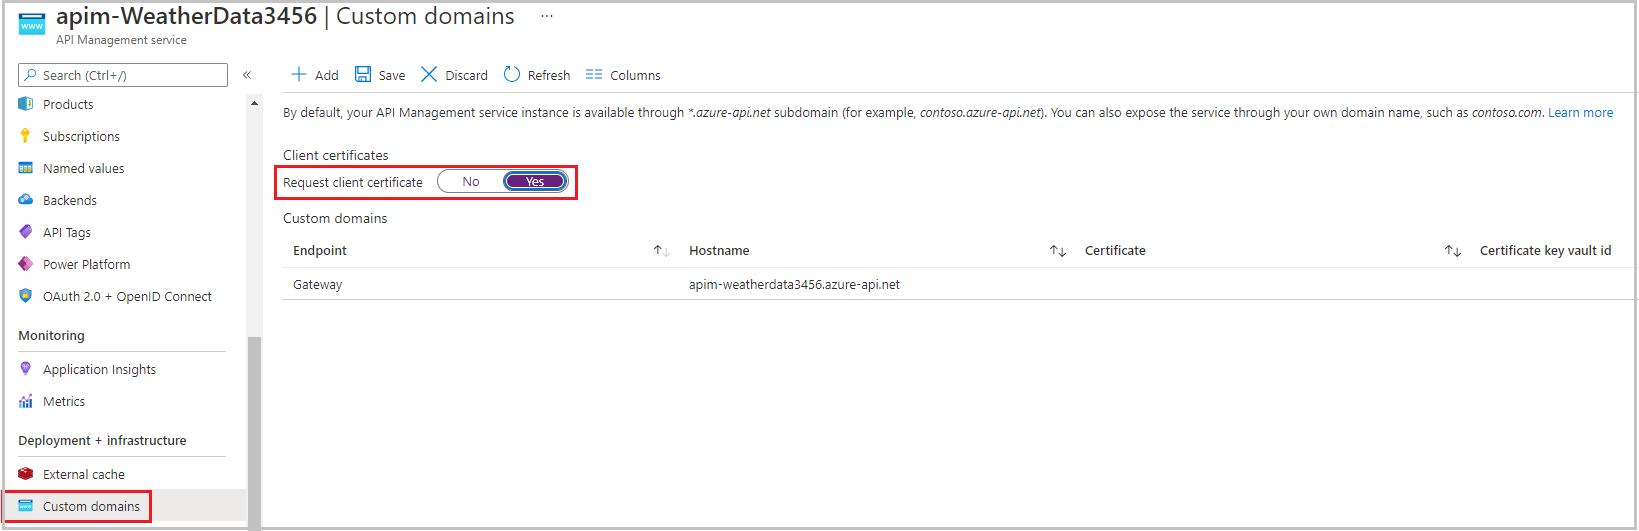 apim-WeatherData3456 | Custom domains ...
API Management service
Search (Ctrl+/) «
Products
Subscriptions
Named values
Backends
API Tags
Power Platform
OAuth 2.0 + OpenID Connect
Monitoring
Application Insights
Metrics
Deployment + infrastructure
External cache
Custom domains
Add Save Discard Refresh Columns
By default, your API Management service instance is available through *.azure-api.net subdomain (for example, contoso.azure-api.net). You can also expose the service through your own domain name, such as contoso.com. Learn more
Client certificates
Request client certificate No Yes
Custom domains
Endpoint ↑↓ Hostname ↑↓ Certificate ↑↓ Certificate key vault id
Gateway apim-weatherdata3456.azure-api.net